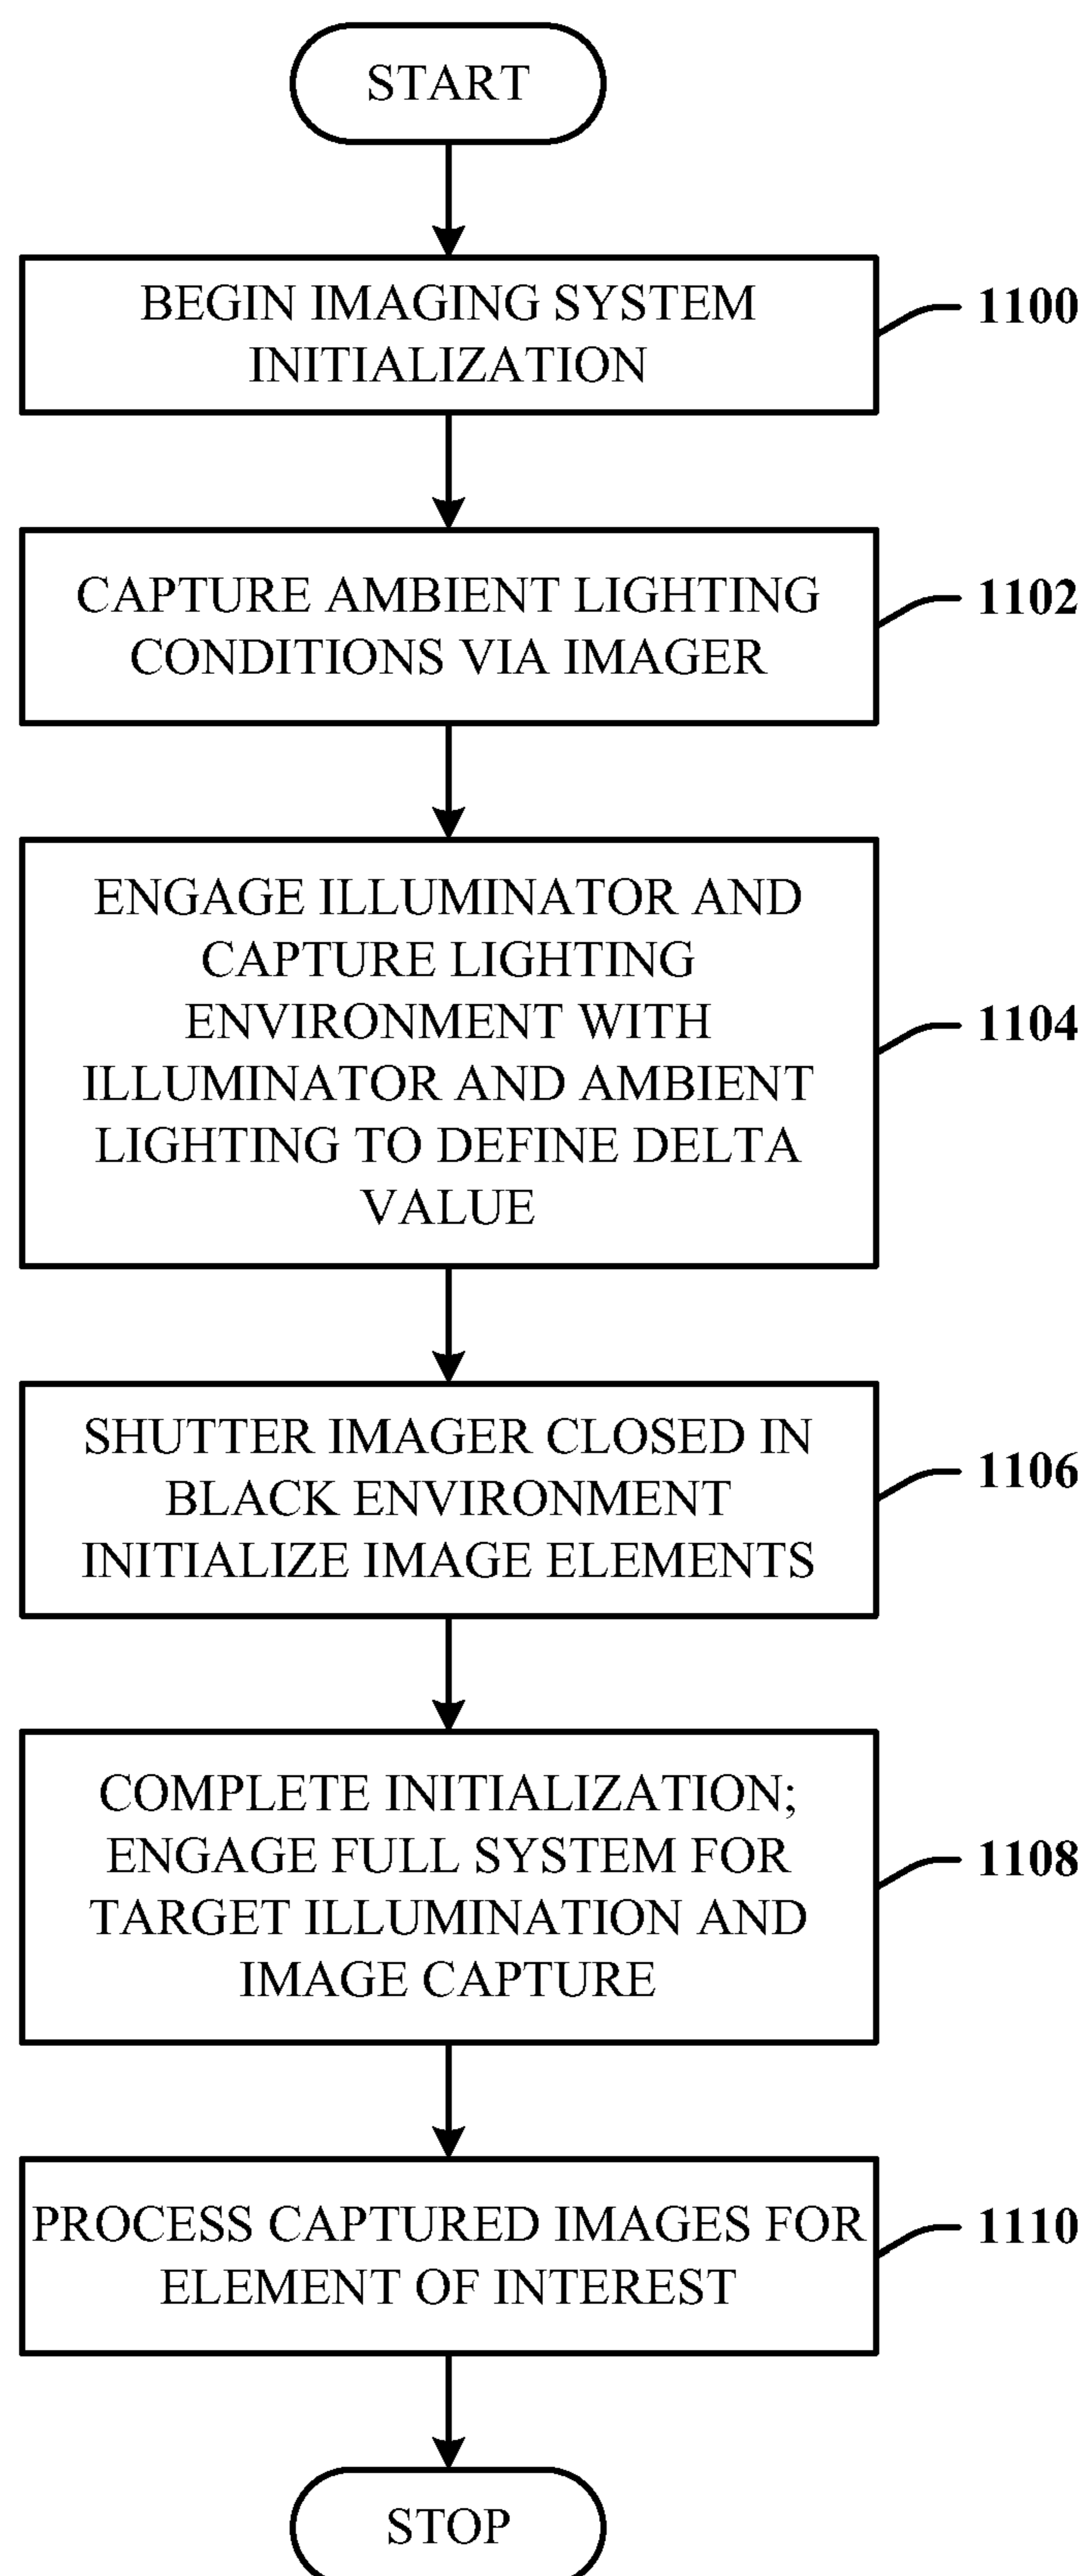 START
BEGIN IMAGING SYSTEM
INITIALIZATION
1100
CAPTURE AMBIENT LIGHTING
CONDITIONS VIA IMAGER
1102
ENGAGE ILLUMINATOR AND
CAPTURE LIGHTING
ENVIRONMENT WITH
ILLUMINATOR AND AMBIENT
LIGHTING TO DEFINE DELTA
VALUE
1104
SHUTTER IMAGER CLOSED IN
BLACK ENVIRONMENT
INITIALIZE IMAGE ELEMENTS
1106
COMPLETE INITIALIZATION;
ENGAGE FULL SYSTEM FOR
TARGET ILLUMINATION AND
IMAGE CAPTURE
1108
PROCESS CAPTURED IMAGES FOR
ELEMENT OF INTEREST
1110
STOP